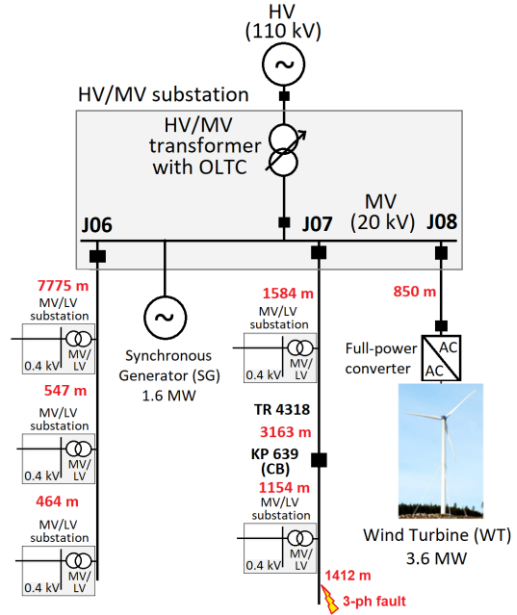 HV
(110 kV)
~
HV/MV substation
HV/MV
transformer
with OLTC
MV
(20 kV)
J06
J07
J08
7775 m
MV/LV
substation
0.4 kV
MV/
LV
547 m
MV/LV
substation
0.4 kV
MV/
LV
464 m
MV/LV
substation
0.4 kV
MV/
LV
~
Synchronous
Generator (SG)
1.6 MW
1584 m
MV/LV
substation
0.4 kV
MV/
LV
TR 4318
3163 m
KP 639
(CB)
1154 m
MV/LV
substation
0.4 kV
MV/
LV
1412 m
3-ph fault
850 m
Full-power
converter
AC
AC
Wind Turbine (WT)
3.6 MW